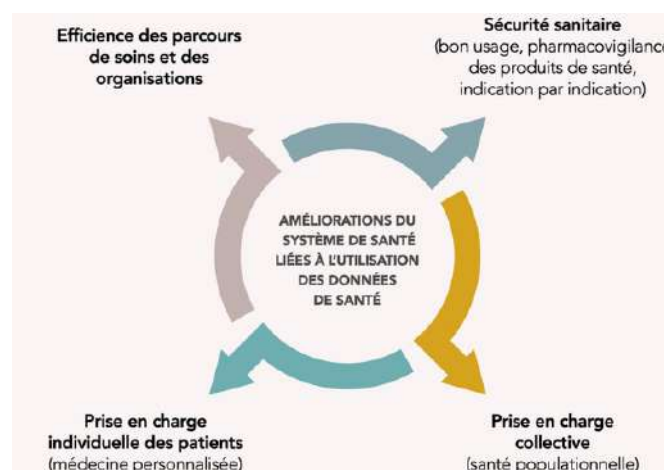 Efficience des parcours
de soins et des
organisations
Sécurité sanitaire
(bon usage, pharmacovigilance
des produits de santé,
indication par indication)
AMÉLIORATIONS DU
SYSTÈME DE SANTÉ
LIÉES À L'UTILISATION
DES DONNÉES
DE SANTÉ
Prise en charge
individuelle des patients
(médecine personnalisée)
Prise en charge
collective
(santé populationnelle)